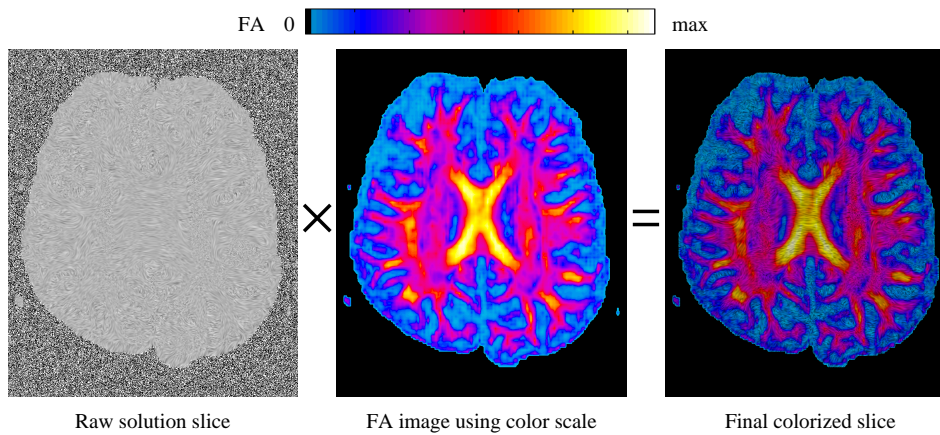 FA 0 max
× =
Raw solution slice
FA image using color scale
Final colorized slice